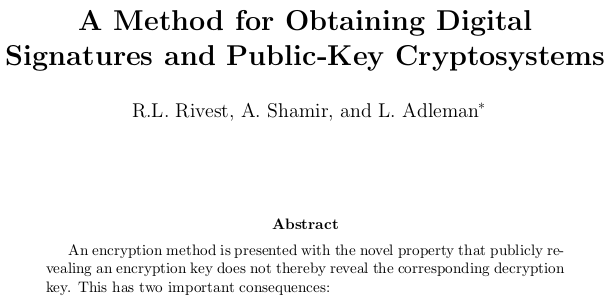 A Method for Obtaining Digital
Signatures and Public-Key Cryptosystems
R.L. Rivest, A. Shamir, and L. Adleman*
Abstract
An encryption method is presented with the novel property that publicly re-
vealing an encryption key does not thereby reveal the corresponding decryption
key. This has two important consequences: